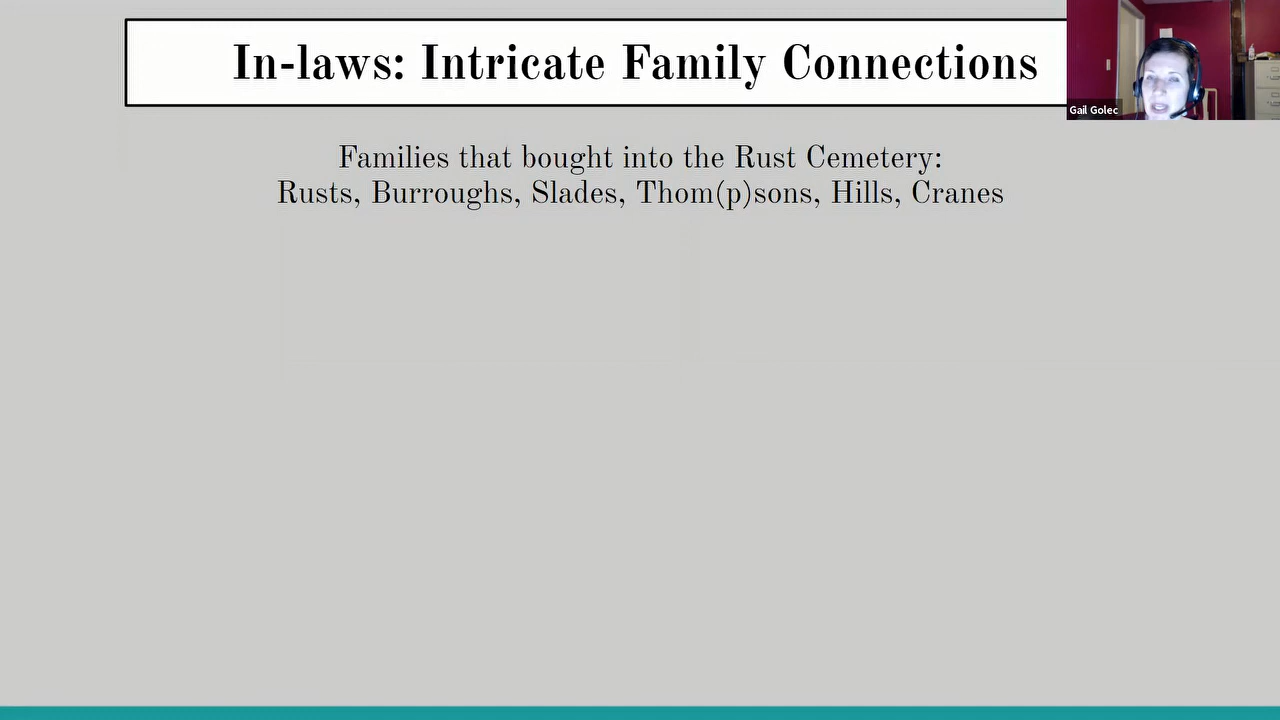 In-laws: Intricate Family Connections
Gail Golec
Families that bought into the Rust Cemetery:
Rusts, Burroughs, Slades, Thom(p)sons, Hills, Cranes